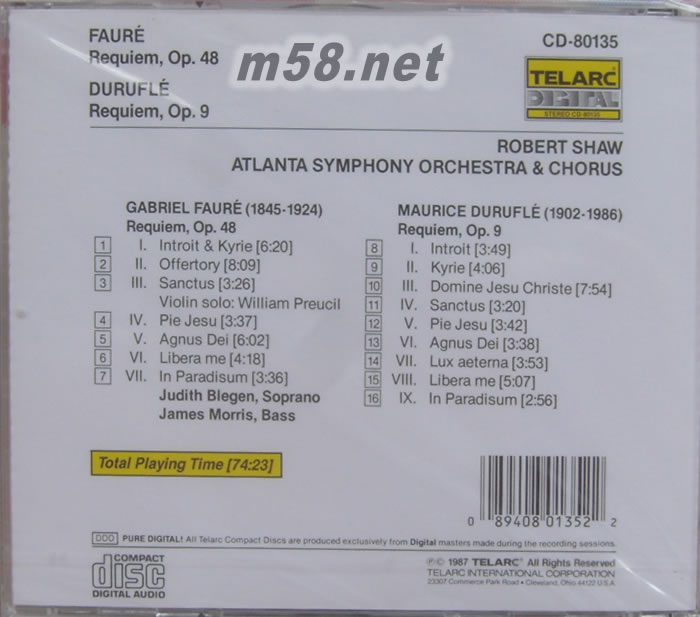 FAURÉ
Requiem, Op. 48
DURUFLÉ
Requiem, Op. 9
m58.net
CD-80135
TELARC
DIGITAL
STEREO CD-80135
ROBERT SHAW
ATLANTA SYMPHONY ORCHESTRA & CHORUS
GABRIEL FAURÉ (1845-1924)
Requiem, Op. 48
1 I. Introit & Kyrie [6:20]
2 II. Offertory [8:09]
3 III. Sanctus [3:26]
Violin solo: William Preucil
4 IV. Pie Jesu [3:37]
5 V. Agnus Dei [6:02]
6 VI. Libera me [4:18]
7 VII. In Paradisum [3:36]
Judith Blegen, Soprano
James Morris, Bass
MAURICE DURUFLÉ (1902-1986)
Requiem, Op. 9
8 I. Introit [3:49]
9 II. Kyrie [4:06]
10 III. Domine Jesu Christe [7:54]
11 IV. Sanctus [3:20]
12 V. Pie Jesu [3:42]
13 VI. Agnus Dei [3:38]
14 VII. Lux aeterna [3:53]
15 VIII. Libera me [5:07]
16 IX. In Paradisum [2:56]
Total Playing Time [74:23]
0 89408 01352 2
DDD PURE DIGITAL! All Telarc Compact Discs are produced exclusively from Digital masters made during the recording sessions.
COMPACT
disc
DIGITAL AUDIO
℗© 1987 TELARC® All Rights Reserved
TELARC INTERNATIONAL CORPORATION
23307 Commerce Park Road • Cleveland, Ohio 44122 U.S.A